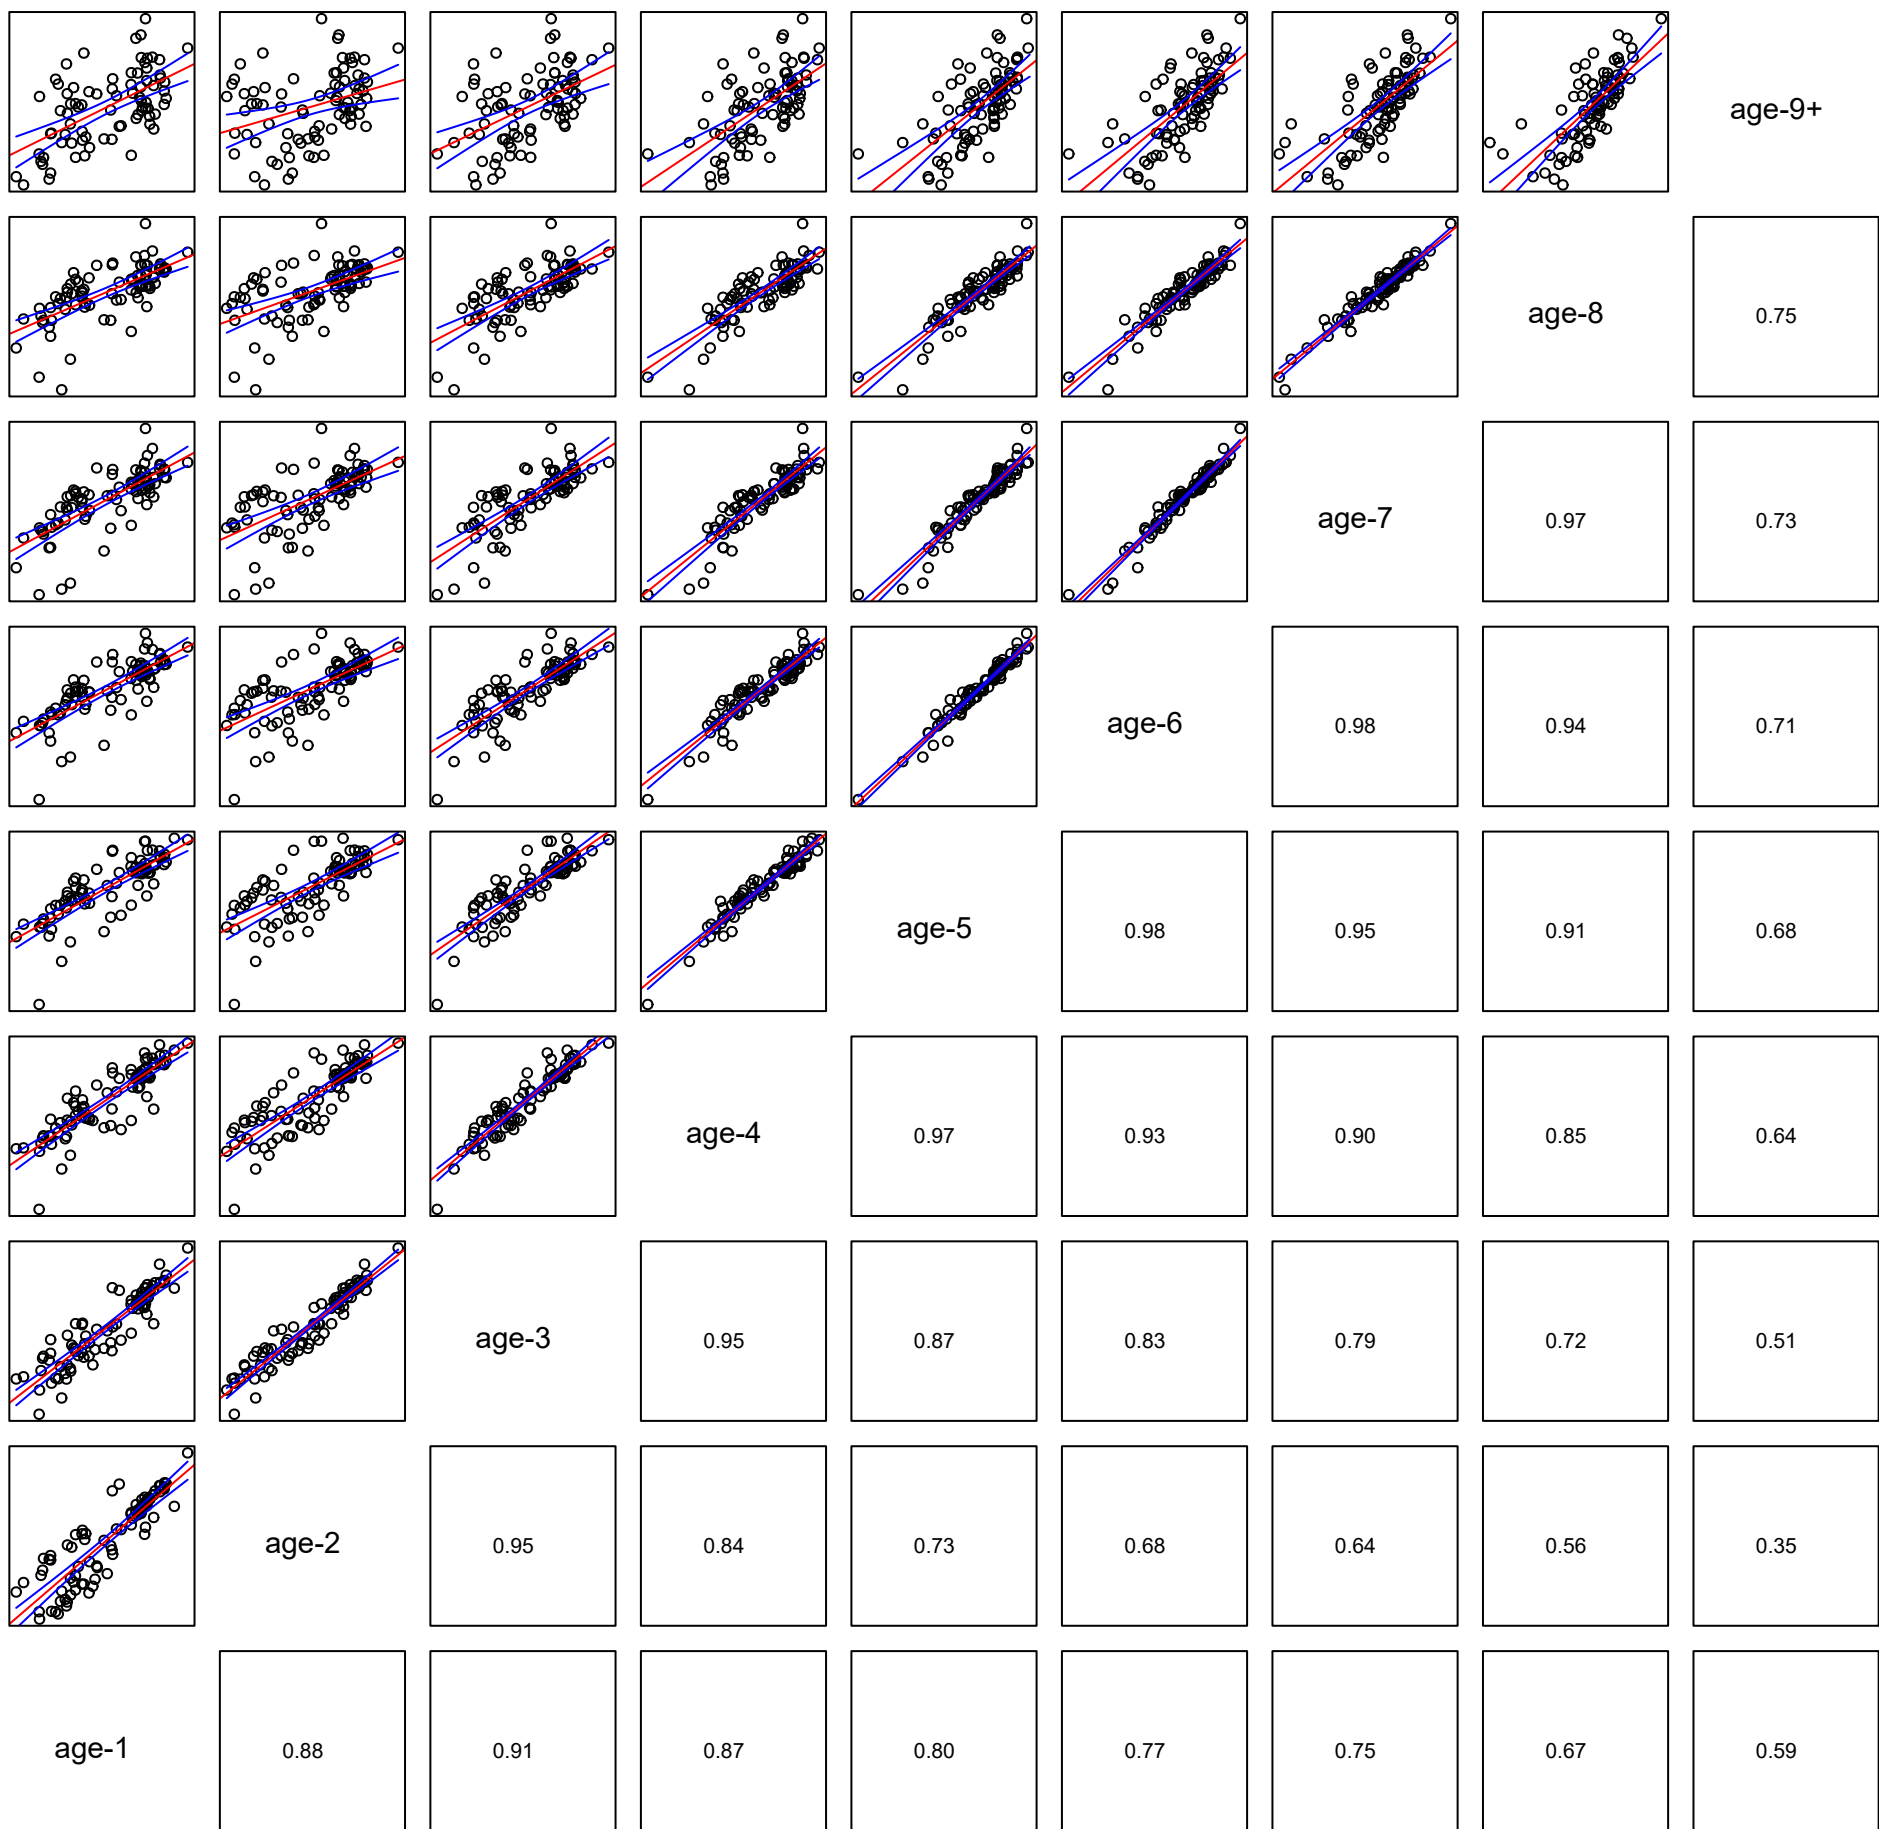 age-9+
age-8 0.75
age-7 0.97 0.73
age-6 0.98 0.94 0.71
age-5 0.98 0.95 0.91 0.68
age-4 0.97 0.93 0.90 0.85 0.64
age-3 0.95 0.87 0.83 0.79 0.72 0.51
age-2 0.95 0.84 0.73 0.68 0.64 0.56 0.35
age-1 0.88 0.91 0.87 0.80 0.77 0.75 0.67 0.59